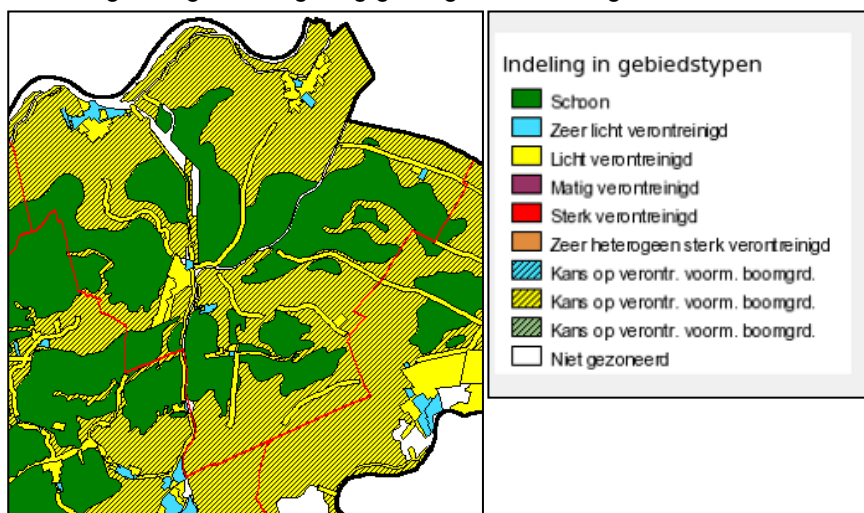 Indeling in gebiedstypen
Schoon
Zeer licht verontreinigd
Licht verontreinigd
Matig verontreinigd
Sterk verontreinigd
Zeer heterogeen sterk verontreinigd
Kans op verontr. voorm. boomgrd.
Kans op verontr. voorm. boomgrd.
Kans op verontr. voorm. boomgrd.
Niet gezoneerd